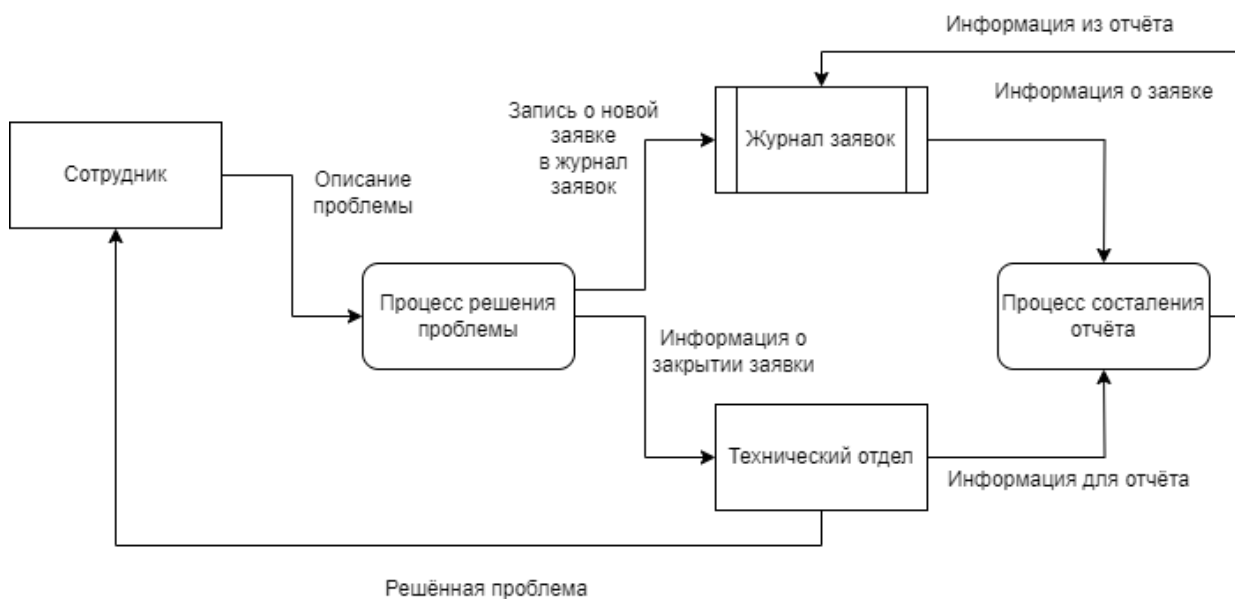 Информация из отчёта
Информация о заявке
Запись о новой
заявке
в журнал
заявок
Журнал заявок
Сотрудник
Описание
проблемы
Процесс решения
проблемы
Процесс состаления
отчёта
Информация о
закрытии заявки
Технический отдел
Информация для отчёта
Решённая проблема